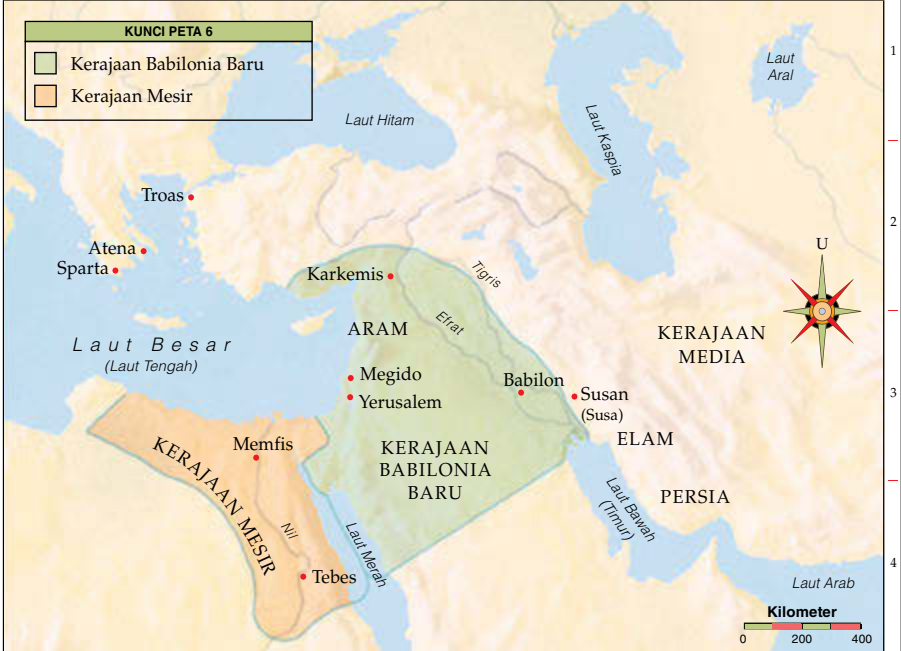 KUNCI PETA 6
Kerajaan Babilonia Baru
Kerajaan Mesir
1
Laut
Aral
Laut Hitam
Laut Kaspia
Troas
2
Atena
Sparta
U
Karkemis
Tigris
Efrat
ARAM
KERAJAAN
MEDIA
Laut Besar
(Laut Tengah)
Megido
Yerusalem
Babilon
Susan
(Susa)
3
ELAM
KERAJAAN
BABILONIA
BARU
Memfis
KERAJAAN MESIR
PERSIA
Laut Bawah
(Timur)
Nil
Laut Merah
Tebes
4
Laut Arab
Kilometer
0 200 400